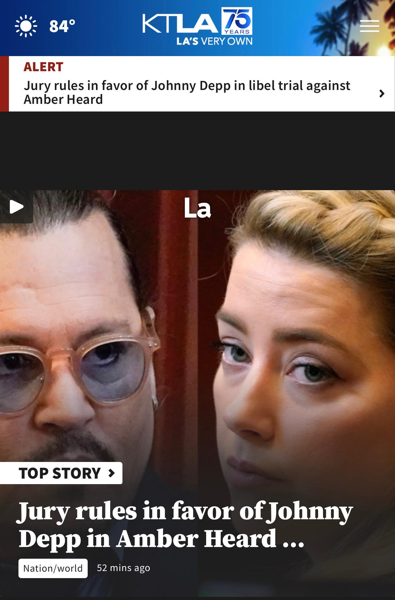 84°
KTLA 75
YEARS
LA'S VERY OWN
ALERT
Jury rules in favor of Johnny Depp in libel trial against
Amber Heard
La
TOP STORY
Jury rules in favor of Johnny
Depp in Amber Heard ...
Nation/world 52 mins ago